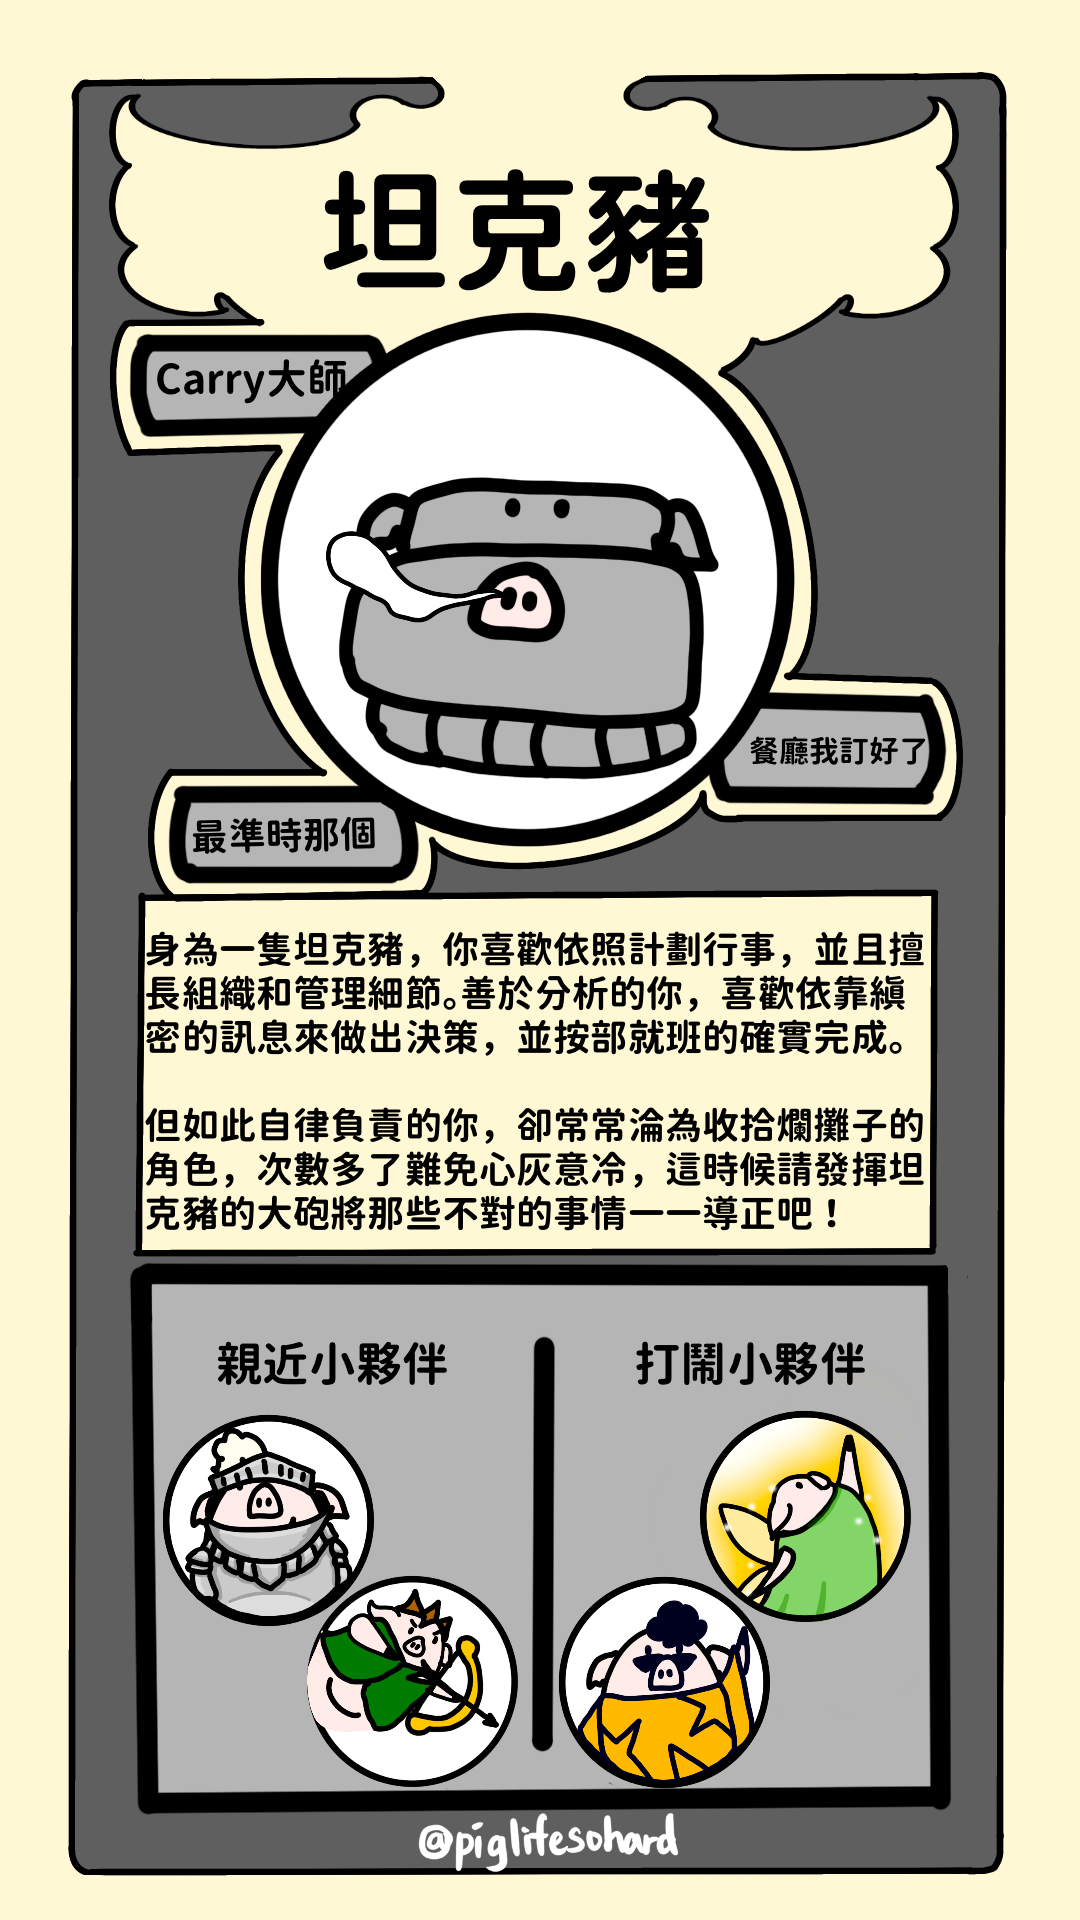 坦克豬
Carry大師
餐廳我訂好了
最準時那個
身為一隻坦克豬，你喜歡依照計劃行事，並且擅
長組織和管理細節。善於分析的你，喜歡依靠縝
密的訊息來做出決策，並按部就班的確實完成。
但如此自律負責的你，卻常常淪為收拾爛攤子的
角色，次數多了難免心灰意冷，這時候請發揮坦
克豬的大砲將那些不對的事情一一導正吧！
親近小夥伴
打鬧小夥伴
@piglifesohard